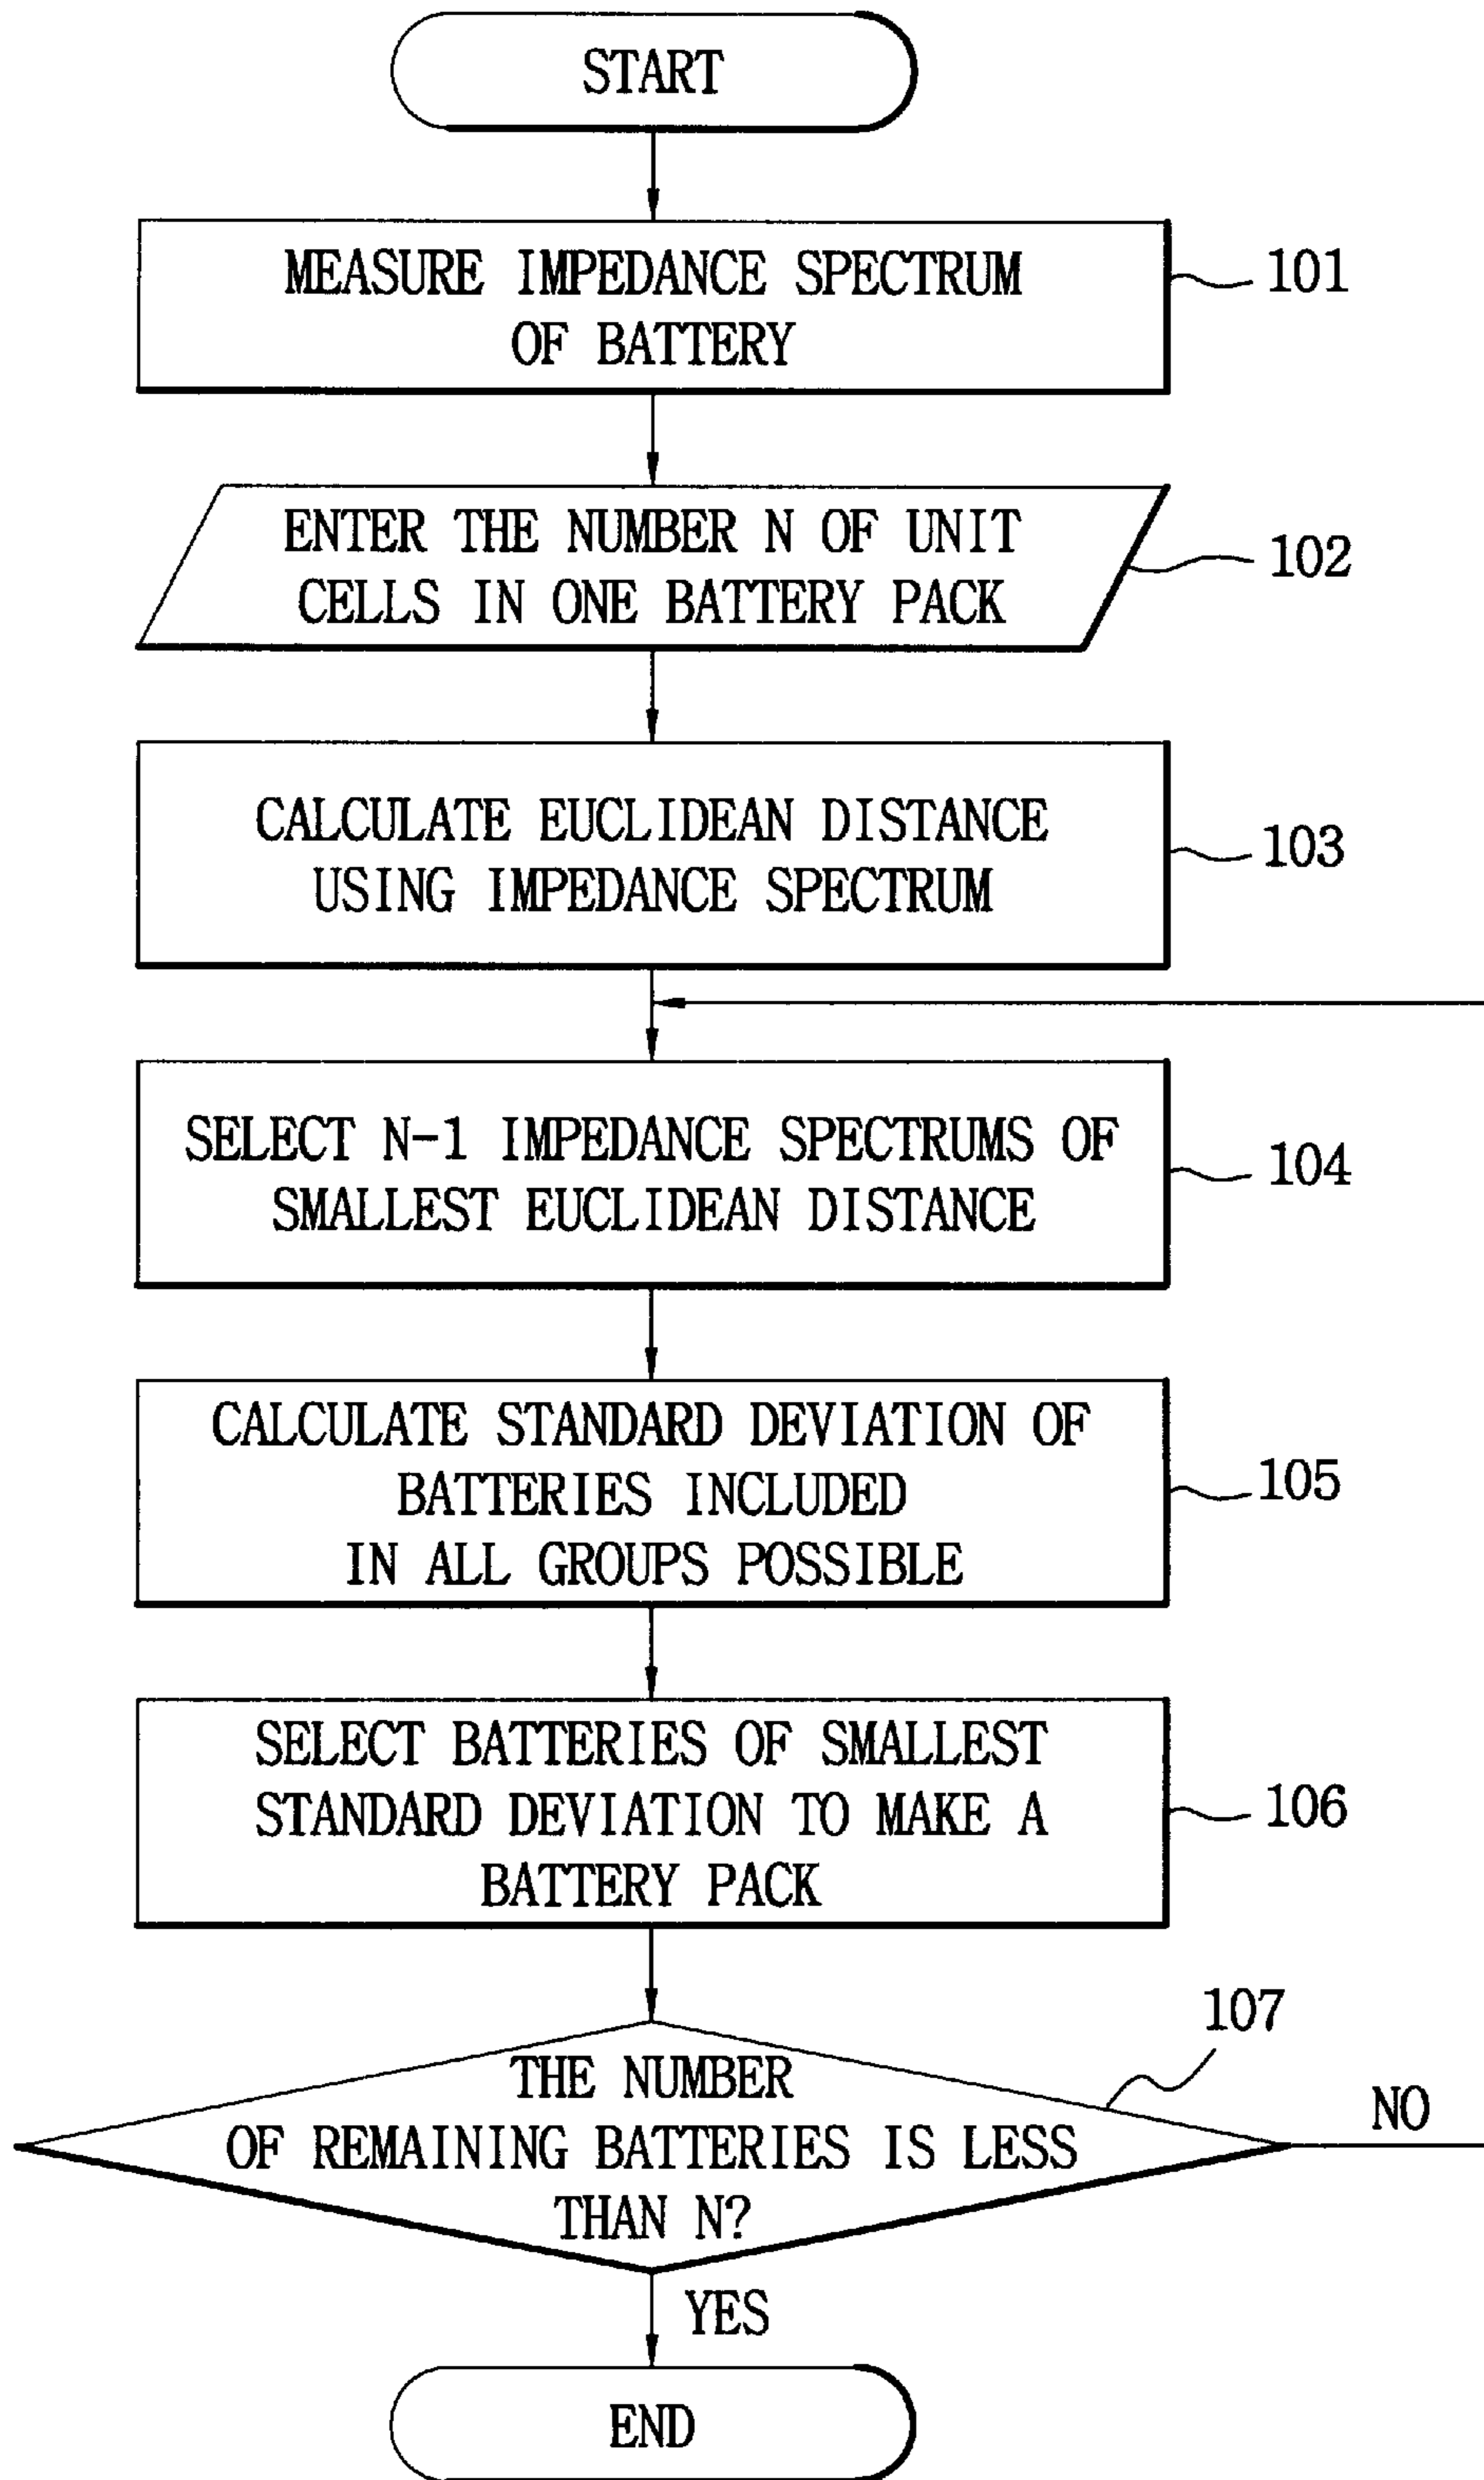 START
MEASURE IMPEDANCE SPECTRUM
OF BATTERY
101
ENTER THE NUMBER N OF UNIT
CELLS IN ONE BATTERY PACK
102
CALCULATE EUCLIDEAN DISTANCE
USING IMPEDANCE SPECTRUM
103
SELECT N-1 IMPEDANCE SPECTRUMS OF
SMALLEST EUCLIDEAN DISTANCE
104
CALCULATE STANDARD DEVIATION OF
BATTERIES INCLUDED
IN ALL GROUPS POSSIBLE
105
SELECT BATTERIES OF SMALLEST
STANDARD DEVIATION TO MAKE A
BATTERY PACK
106
107
THE NUMBER
OF REMAINING BATTERIES IS LESS
THAN N?
NO
YES
END